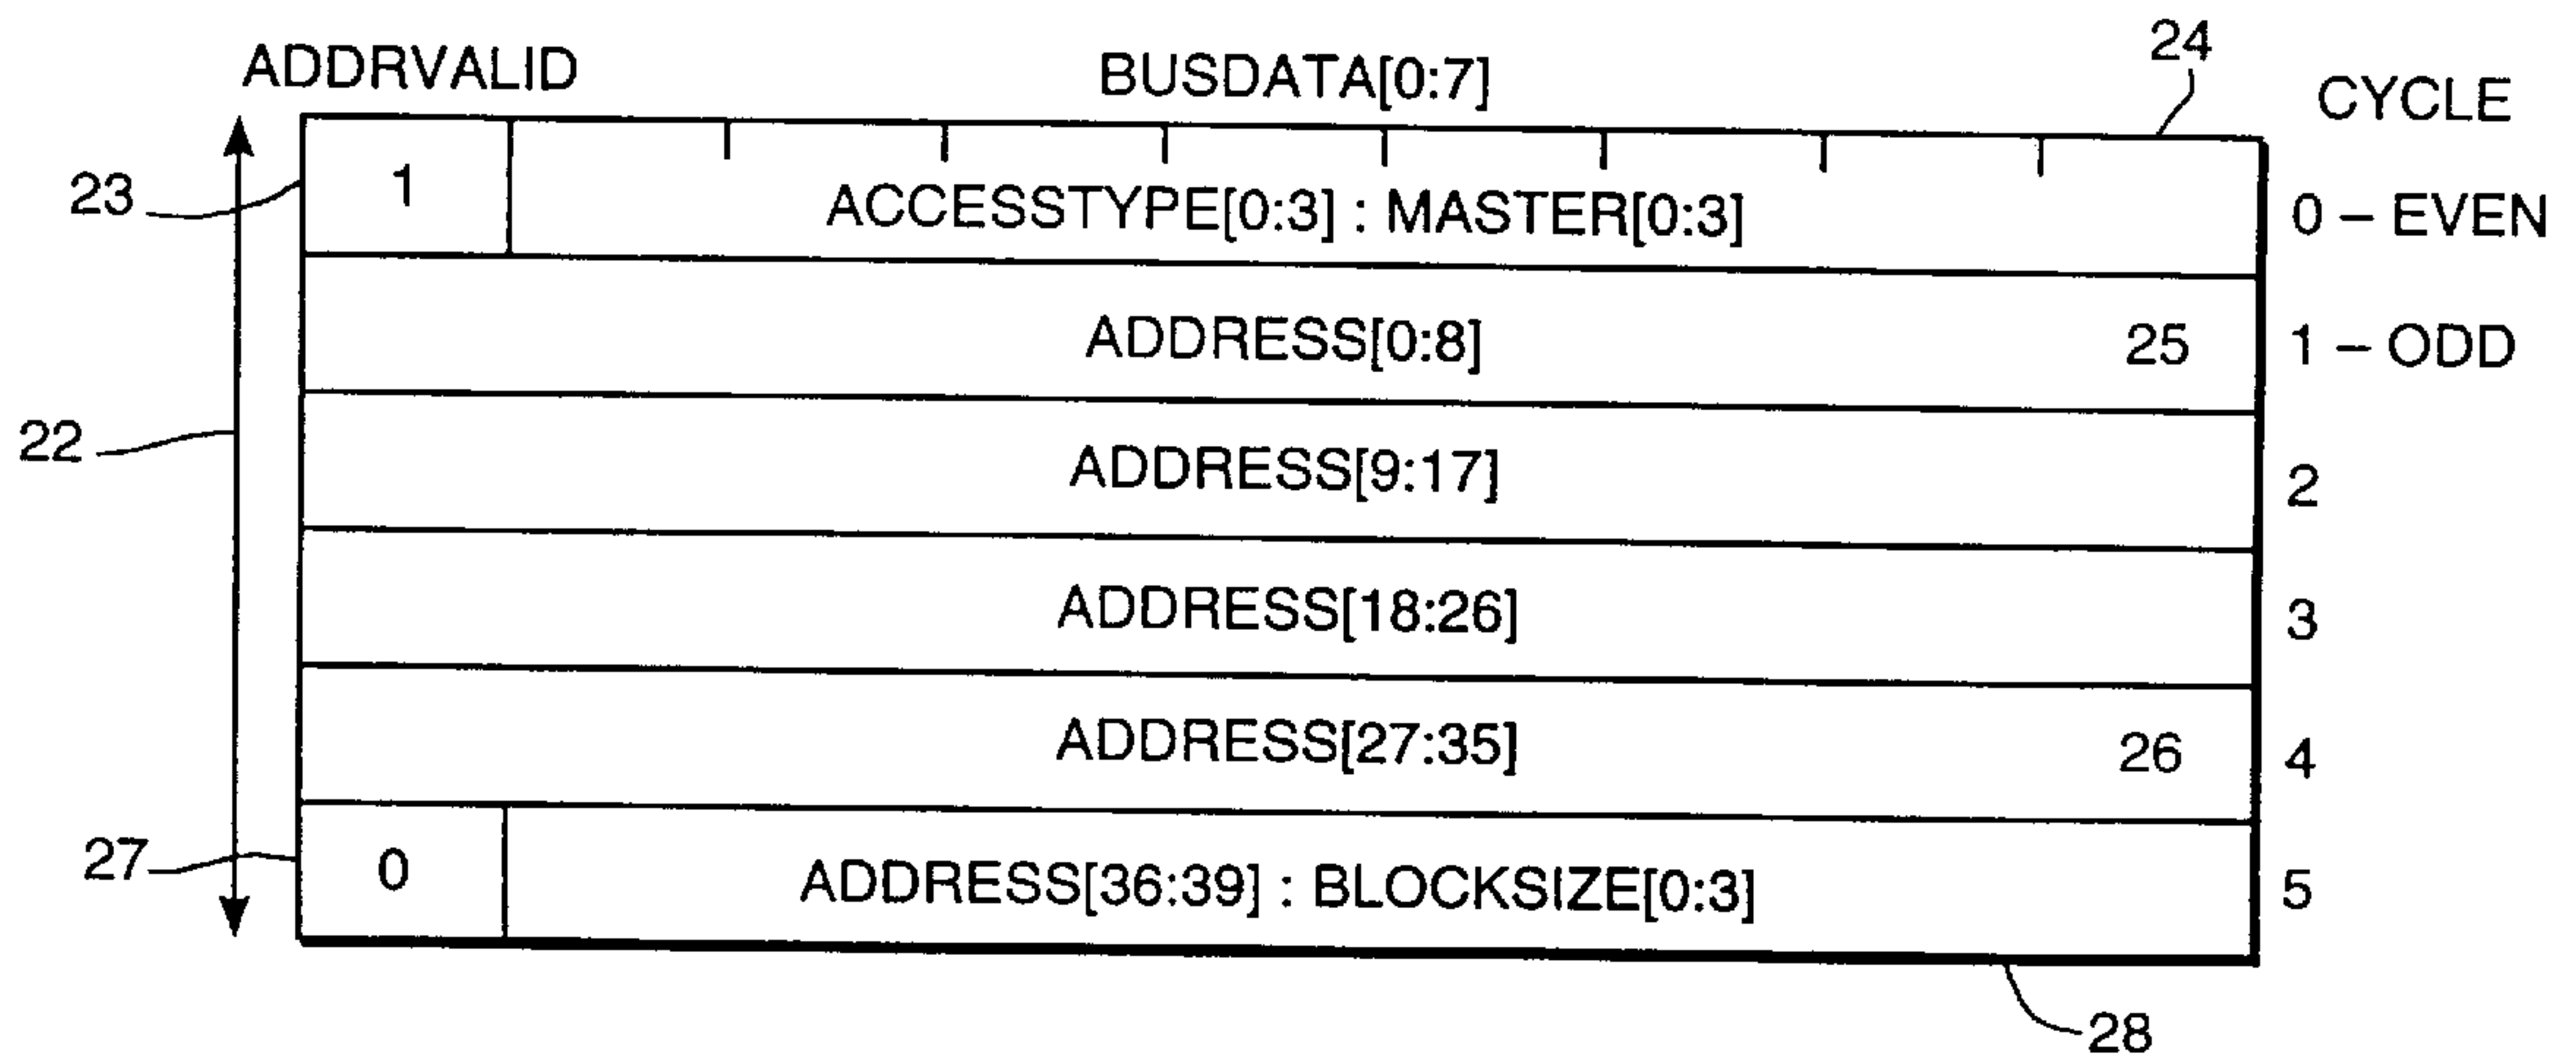 ADDRVALID BUSDATA[0:7] 24 CYCLE
23 1 ACCESSTYPE[0:3] : MASTER[0:3] 0 – EVEN
ADDRESS[0:8] 25 1 – ODD
22 ADDRESS[9:17] 2
ADDRESS[18:26] 3
ADDRESS[27:35] 26 4
27 0 ADDRESS[36:39] : BLOCKSIZE[0:3] 5
28